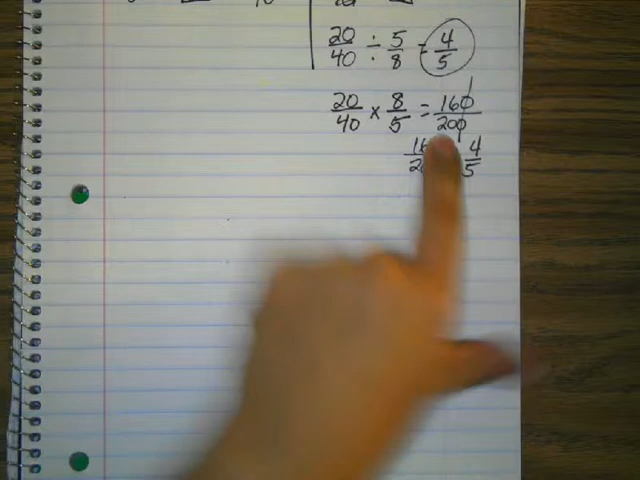 20/40 ÷ 5/8 = 4/5
20/40 × 8/5 = 160/200
4/5